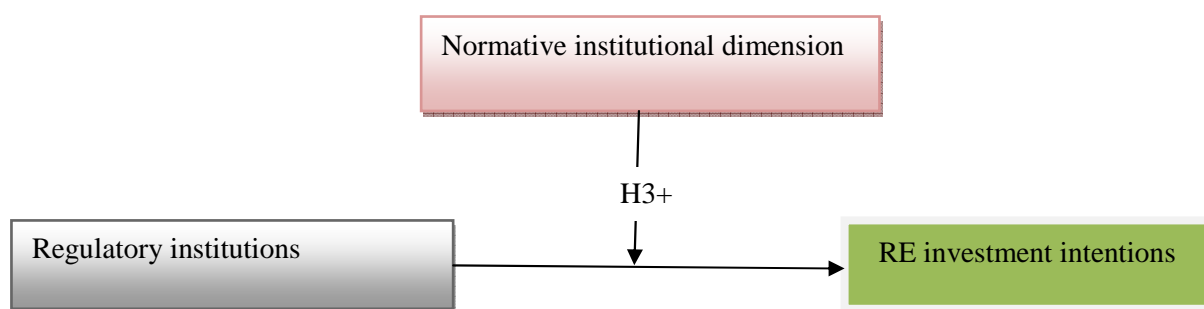 Normative institutional dimension
H3+
Regulatory institutions
RE investment intentions